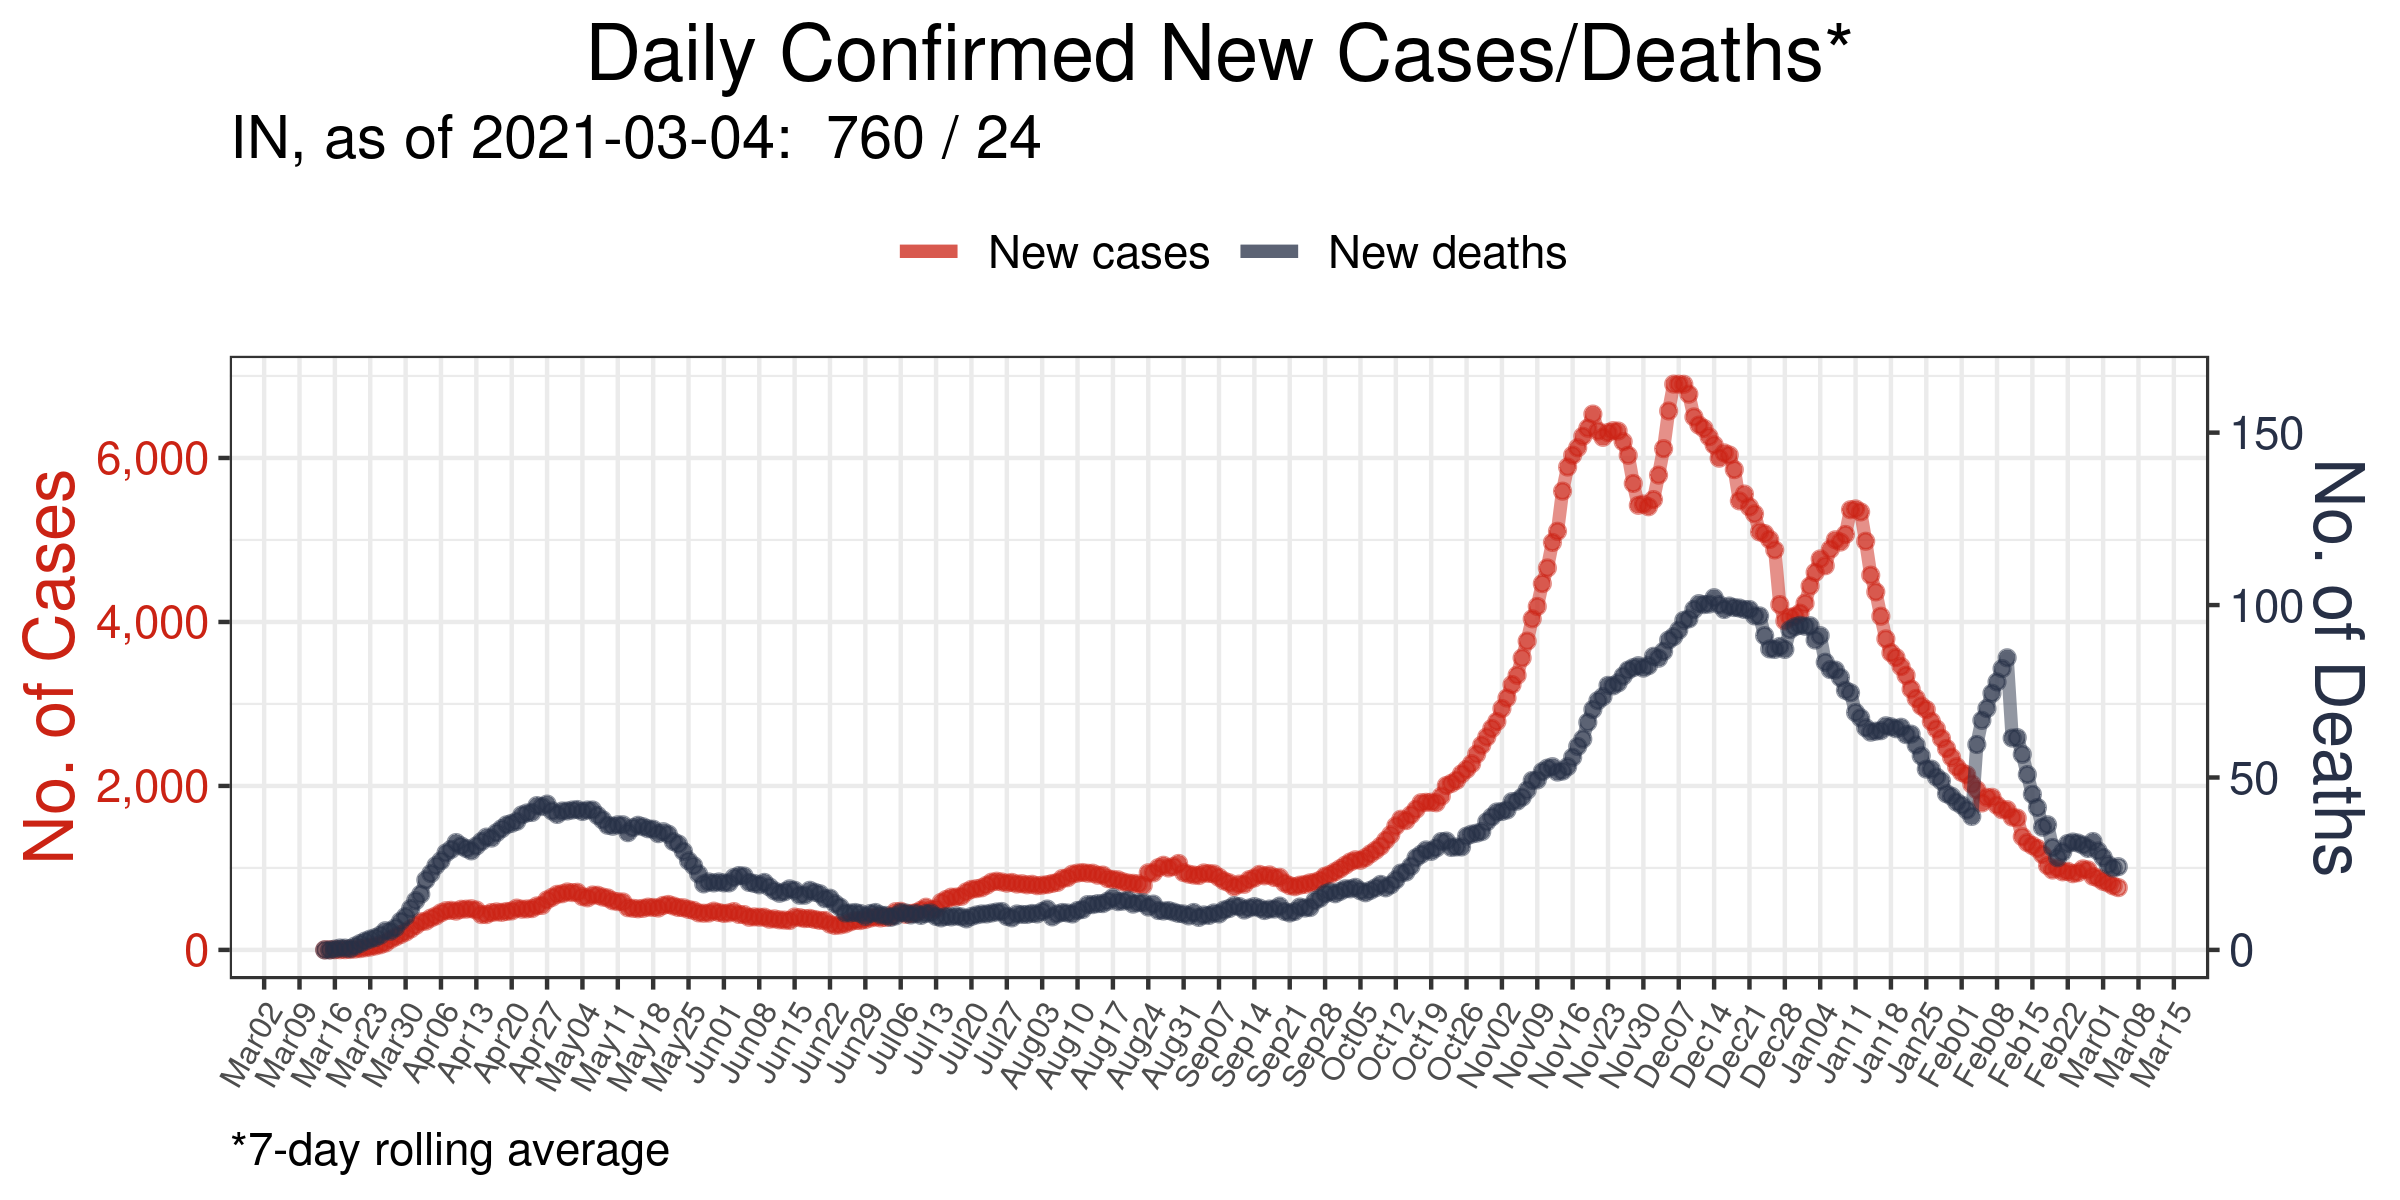 Daily Confirmed New Cases/Deaths*
IN, as of 2021-03-04:  760 / 24
New cases
New deaths
No. of Cases
6,000
4,000
2,000
0
150
100
50
0
No. of Deaths
Mar02
Mar09
Mar16
Mar23
Mar30
Apr06
Apr13
Apr20
Apr27
May04
May11
May18
May25
Jun01
Jun08
Jun15
Jun22
Jun29
Jul06
Jul13
Jul20
Jul27
Aug03
Aug10
Aug17
Aug24
Aug31
Sep07
Sep14
Sep21
Sep28
Oct05
Oct12
Oct19
Oct26
Nov02
Nov09
Nov16
Nov23
Nov30
Dec07
Dec14
Dec21
Dec28
Jan04
Jan11
Jan18
Jan25
Feb01
Feb08
Feb15
Feb22
Mar01
Mar08
Mar15
*7-day rolling average